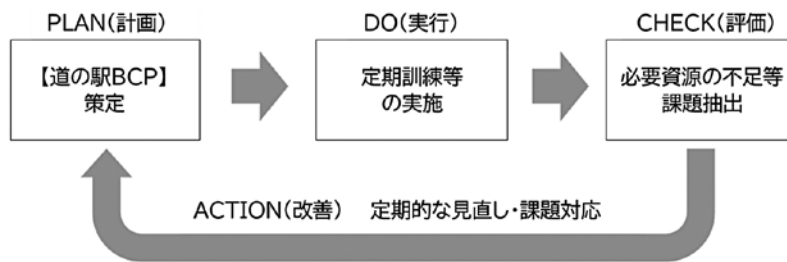 PLAN(計画)
【道の駅BCP】
策定
DO(実行)
定期訓練等
の実施
CHECK(評価)
必要資源の不足等
課題抽出
ACTION(改善) 定期的な見直し・課題対応